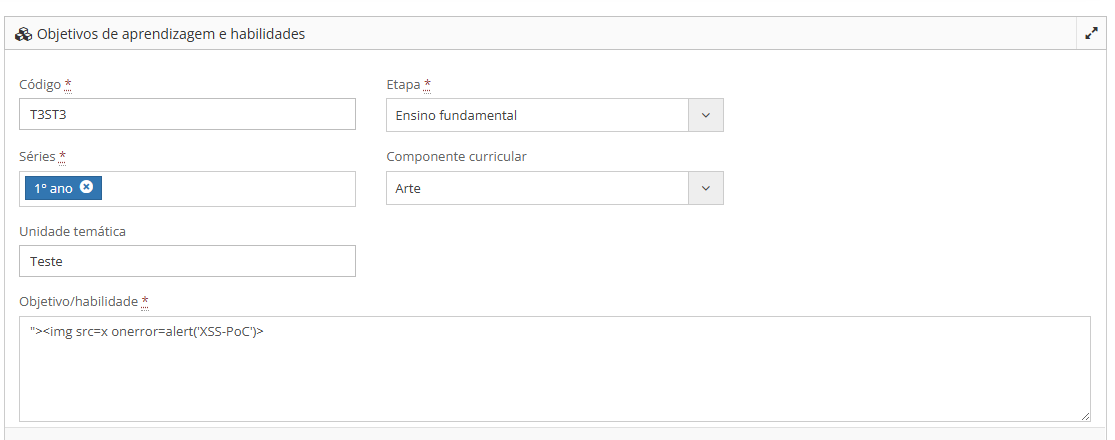 Objetivos de aprendizagem e habilidades
Código *
Etapa *
T3ST3
Ensino fundamental
Séries *
Componente curricular
1º ano
Arte
Unidade temática
Teste
Objetivo/habilidade *
"><img src=x onerror=alert('XSS-PoC')>